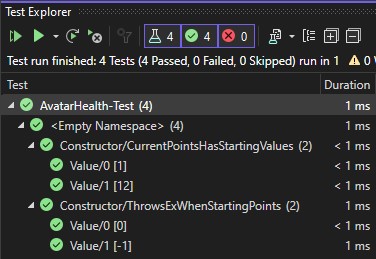 Test Explorer
4 4 0
Test run finished: 4 Tests (4 Passed, 0 Failed, 0 Skipped) run in 1 0 W
Test Duration
AvatarHealth-Test (4) 1 ms
<Empty Namespace> (4) 1 ms
Constructor/CurrentPointsHasStartingValues (2) < 1 ms
Value/0 [1] < 1 ms
Value/1 [12] < 1 ms
Constructor/ThrowsExWhenStartingPoints (2) 1 ms
Value/0 [0] < 1 ms
Value/1 [-1] 1 ms